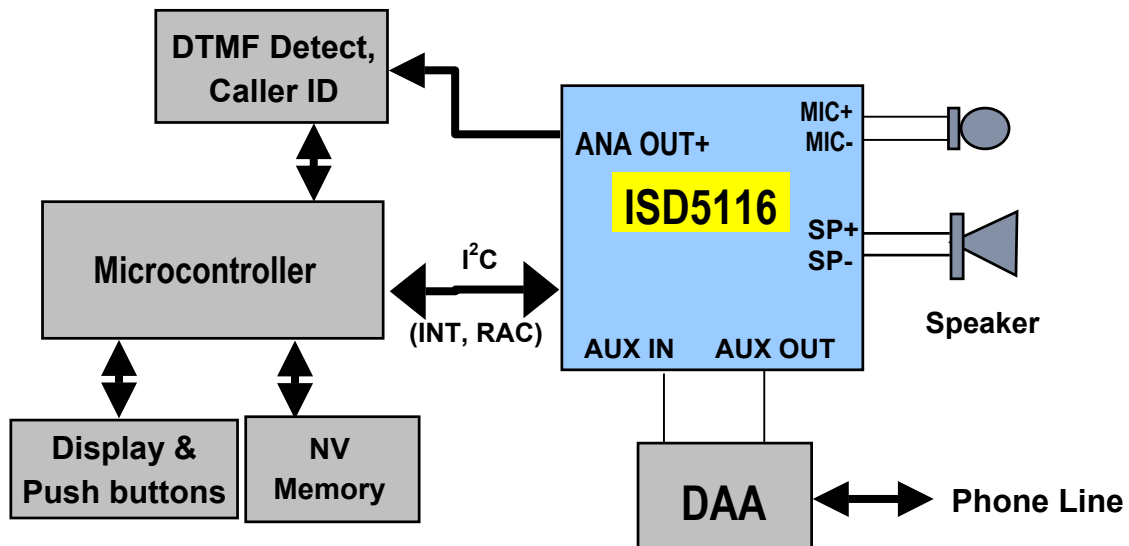 DTMF Detect,
Caller ID
ANA OUT+
MIC+
MIC-
ISD5116
SP+
SP-
Speaker
Microcontroller
I²C
(INT, RAC)
AUX IN
AUX OUT
Display &
Push buttons
NV
Memory
DAA
Phone Line